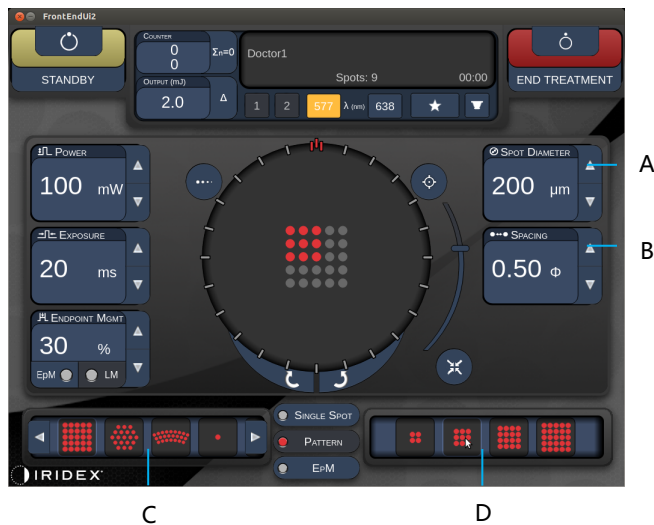 FrontEndUi2
STANDBY
COUNTER
0
0
Σn=0
OUTPUT (mJ)
2.0
Δ
Doctor1
Spots: 9
00:00
1
2
577
λ (nm)
638
END TREATMENT
POWER
100 mW
EXPOSURE
20 ms
ENDPOINT MGMT
30 %
EpM
LM
SPOT DIAMETER
200 µm
A
SPACING
0.50 Φ
B
SINGLE SPOT
PATTERN
EPM
IRIDEX
C
D